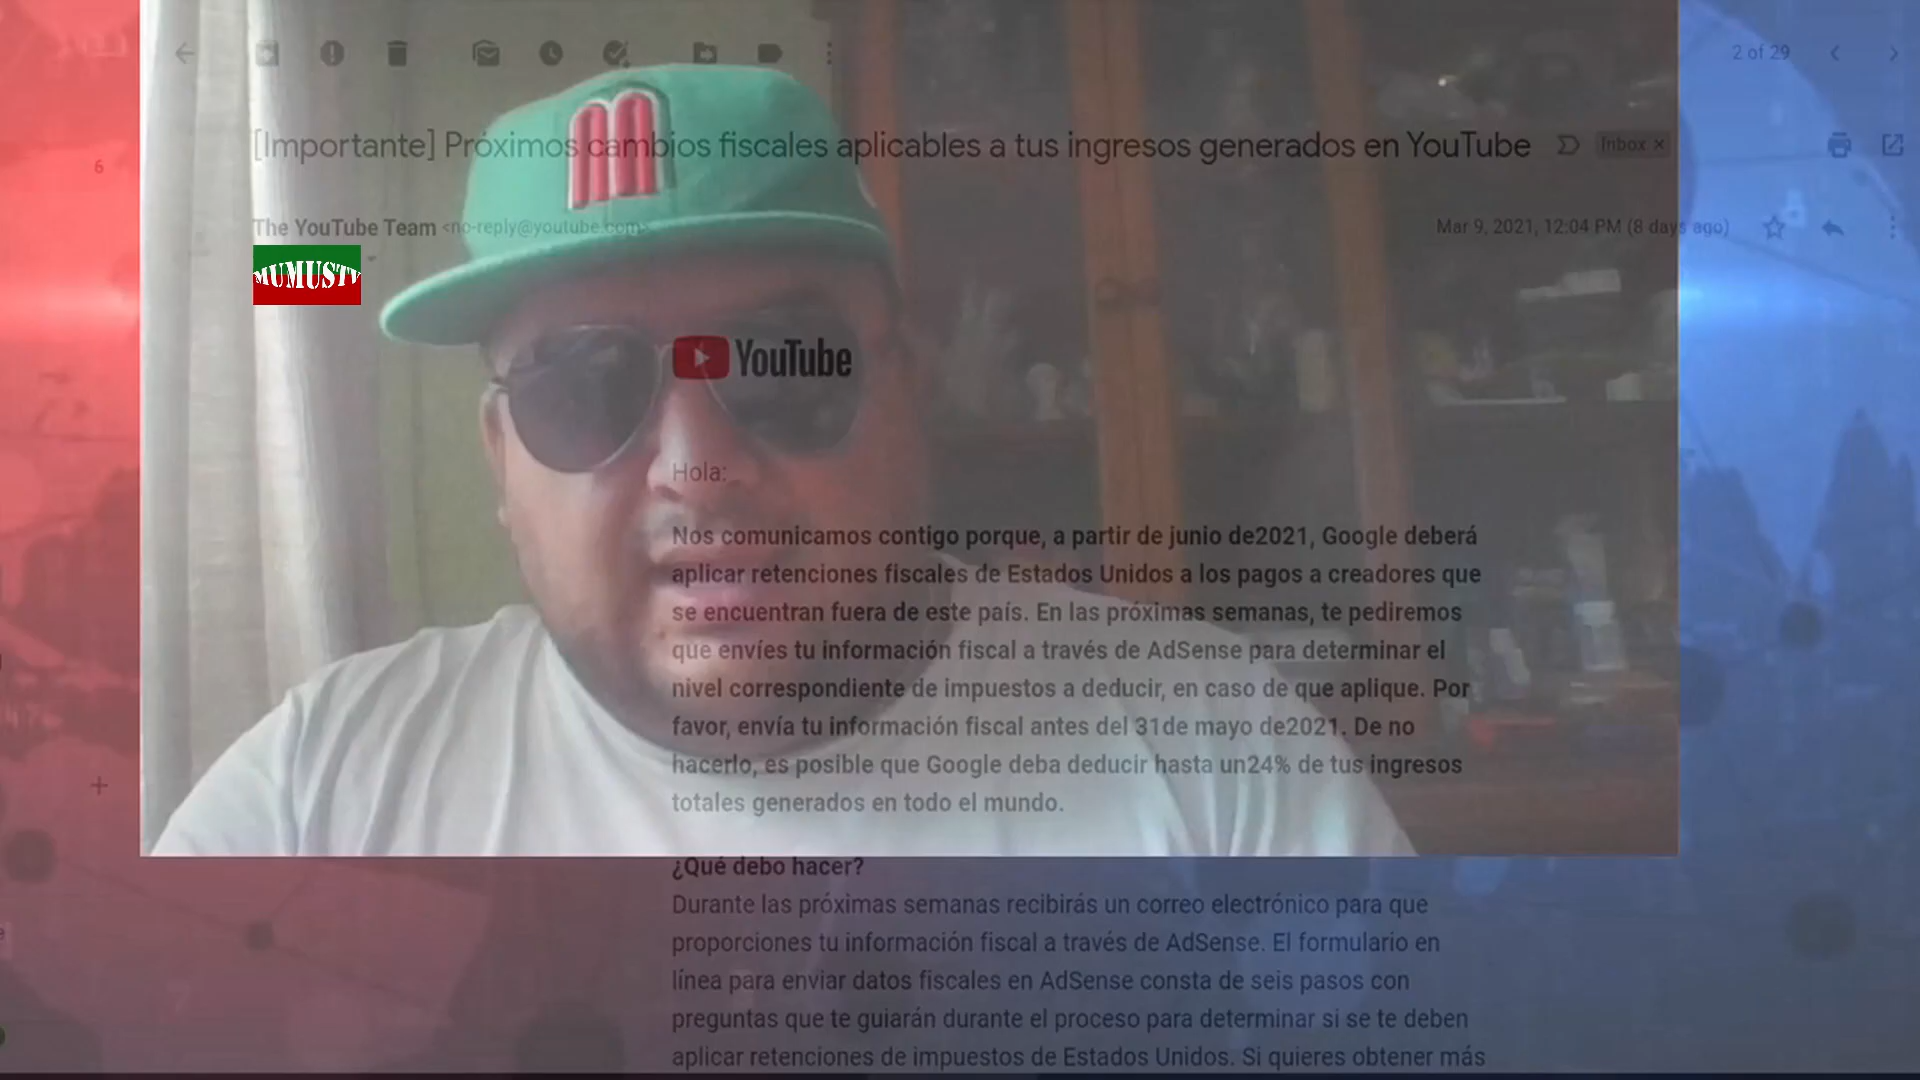 2 of 29
[Importante] Próximos cambios fiscales aplicables a tus ingresos generados en YouTube
Inbox ×
6
The YouTube Team <no-reply@youtube.com>
Mar 9, 2021, 12:04 PM (8 days ago)
MUMUSTV
YouTube
Hola:
Nos comunicamos contigo porque, a partir de junio de2021, Google deberá
aplicar retenciones fiscales de Estados Unidos a los pagos a creadores que
se encuentran fuera de este país. En las próximas semanas, te pediremos
que envíes tu información fiscal a través de AdSense para determinar el
nivel correspondiente de impuestos a deducir, en caso de que aplique. Por
favor, envía tu información fiscal antes del 31de mayo de2021. De no
hacerlo, es posible que Google deba deducir hasta un24% de tus ingresos
totales generados en todo el mundo.
¿Qué debo hacer?
Durante las próximas semanas recibirás un correo electrónico para que
proporciones tu información fiscal a través de AdSense. El formulario en
línea para enviar datos fiscales en AdSense consta de seis pasos con
preguntas que te guiarán durante el proceso para determinar si se te deben
aplicar retenciones de impuestos de Estados Unidos. Si quieres obtener más